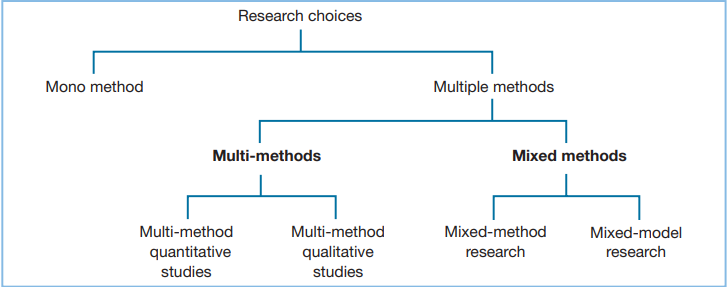 Research choices
Mono method
Multiple methods
Multi-methods
Mixed methods
Multi-method
quantitative
studies
Multi-method
qualitative
studies
Mixed-method
research
Mixed-model
research